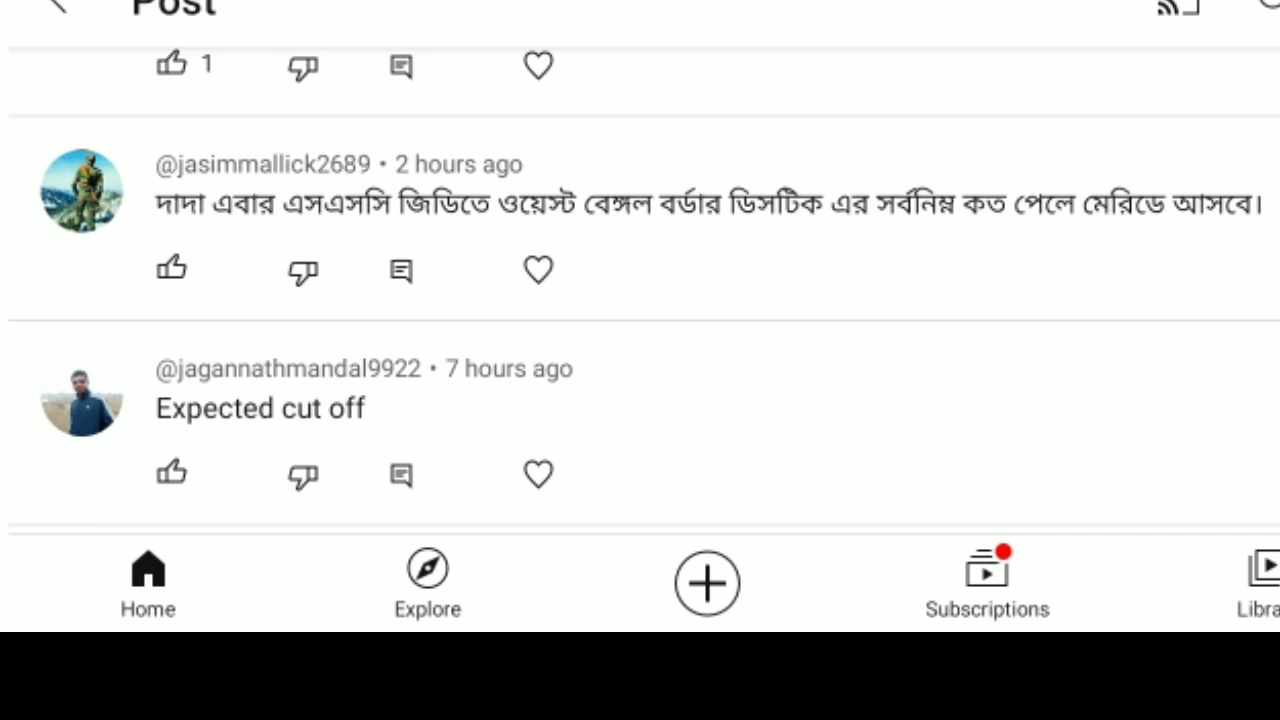 Post
1
@jasimmallick2689 • 2 hours ago
দাদা এবার এসএসসি জিডিতে ওয়েস্ট বেঙ্গল বর্ডার ডিসটিক এর সর্বনিম্ন কত পেলে মেরিডে আসবে।
@jagannathmandal9922 • 7 hours ago
Expected cut off
Home Explore Subscriptions Libra